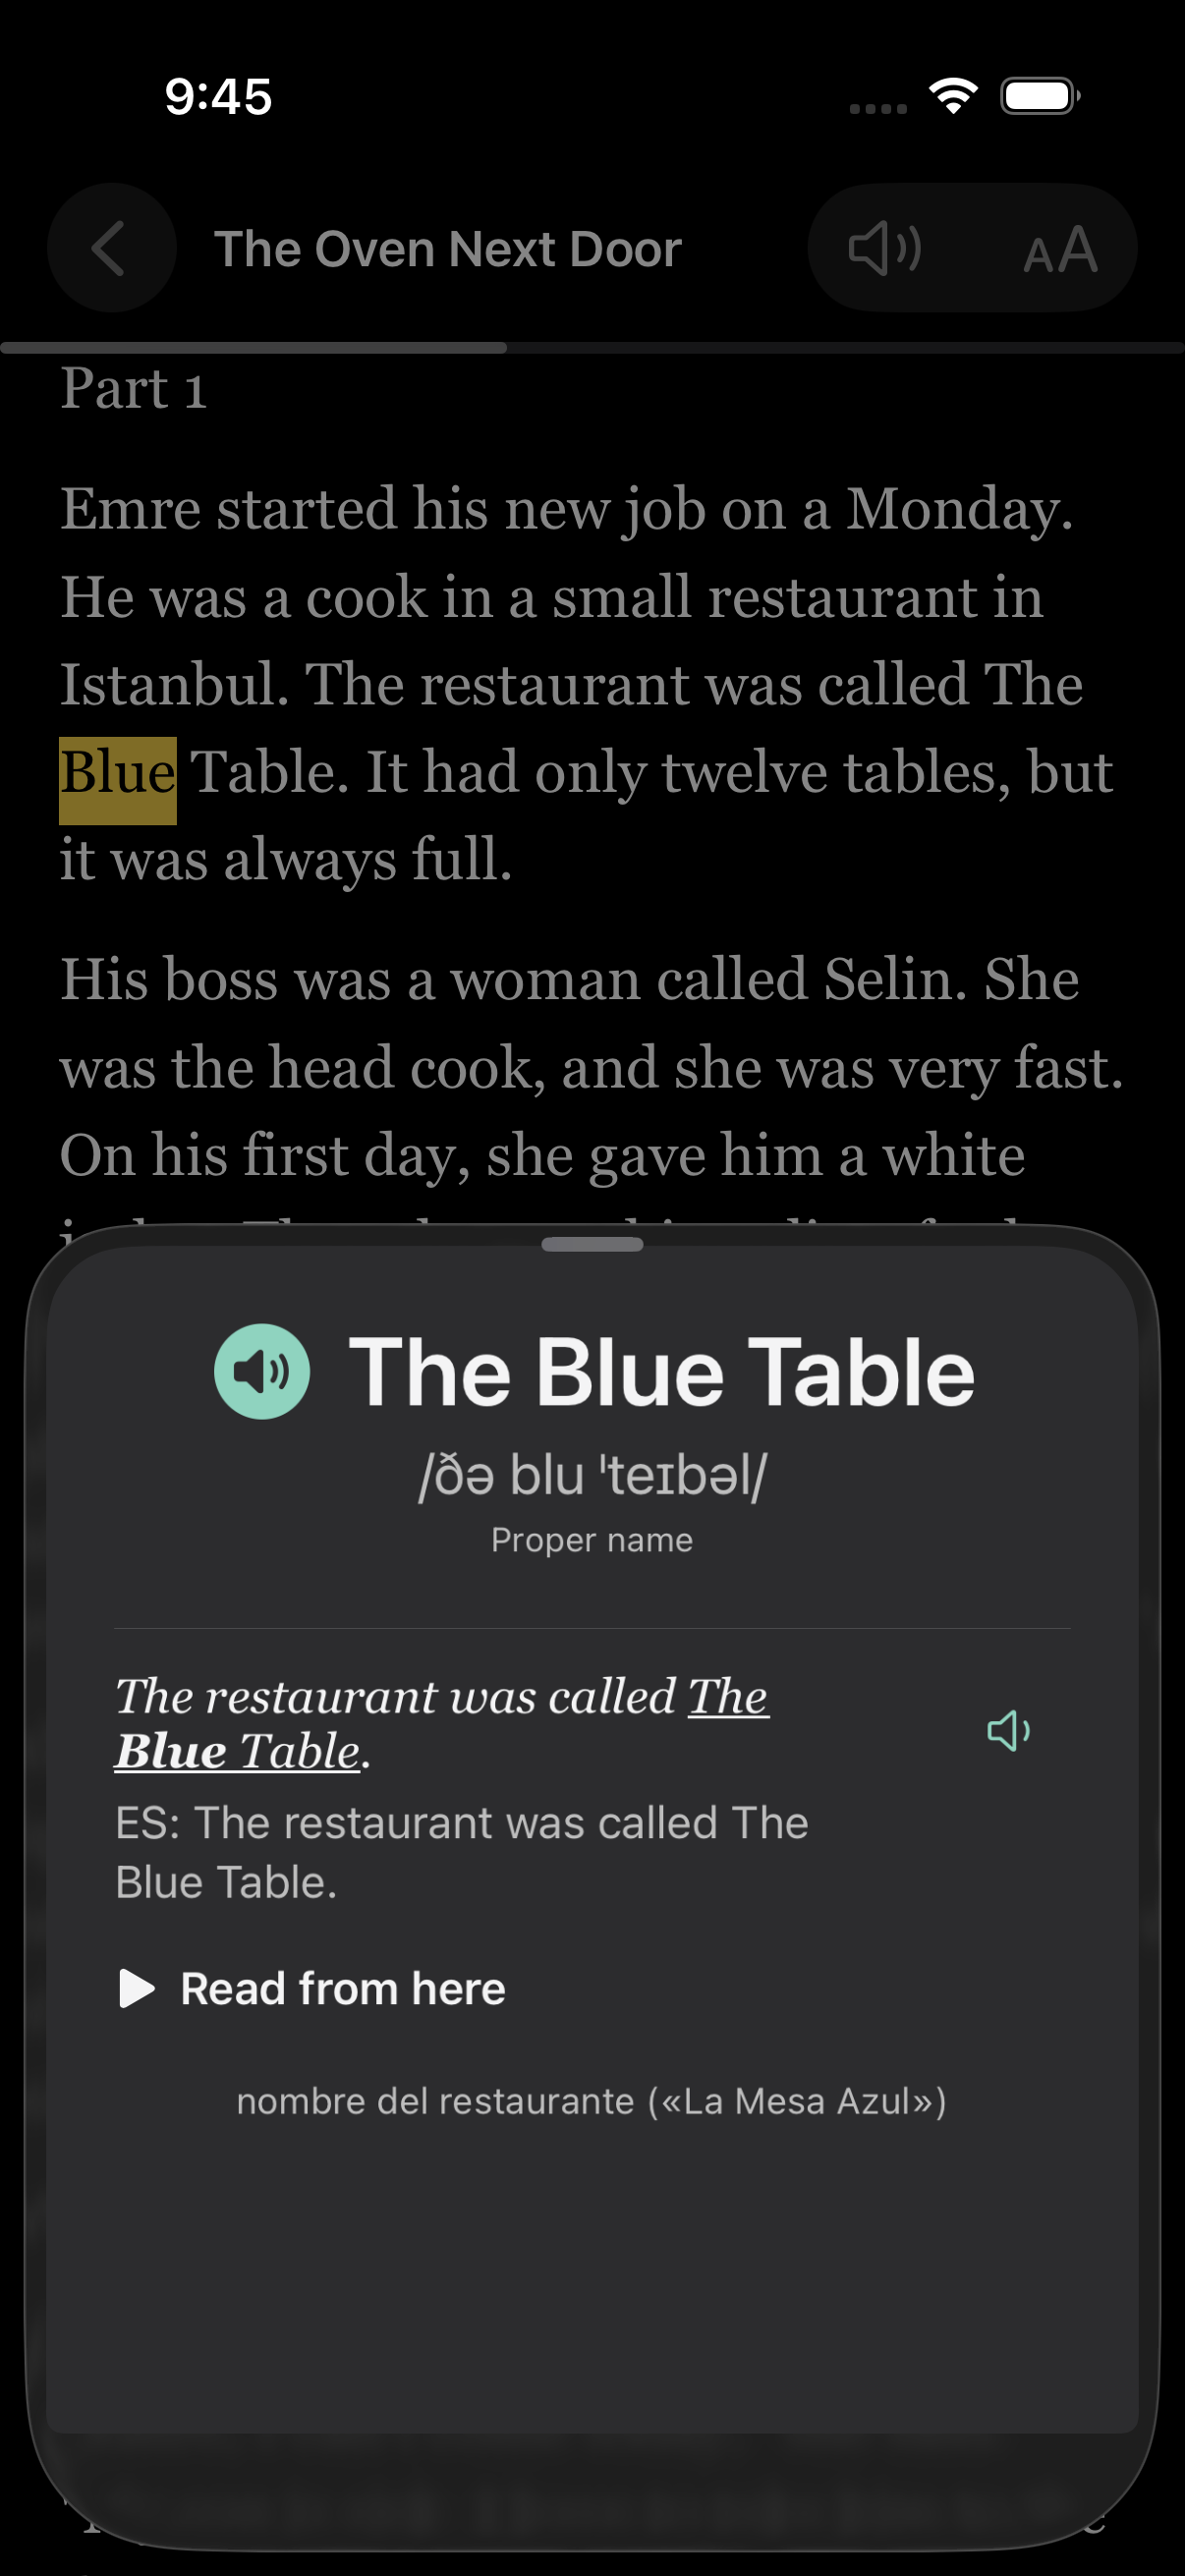 9:45
The Oven Next Door
AA
Part 1
Emre started his new job on a Monday.
He was a cook in a small restaurant in
Istanbul. The restaurant was called The
Blue Table. It had only twelve tables, but
it was always full.
His boss was a woman called Selin. She
was the head cook, and she was very fast.
On his first day, she gave him a white
The Blue Table
/ðə blu ˈteɪbəl/
Proper name
The restaurant was called The
Blue Table.
ES: The restaurant was called The
Blue Table.
Read from here
nombre del restaurante («La Mesa Azul»)